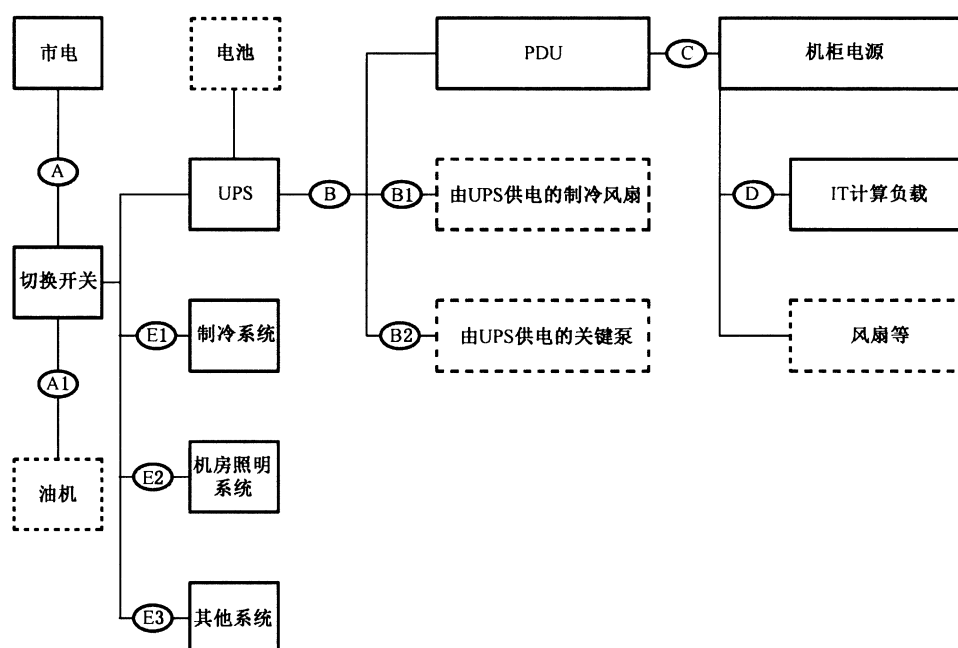 市电
电池
PDU
C
机柜电源
A
UPS
B
B1
由UPS供电的制冷风扇
D
IT计算负载
切换开关
E1
制冷系统
B2
由UPS供电的关键泵
风扇等
A1
油机
E2
机房照明
系统
E3
其他系统